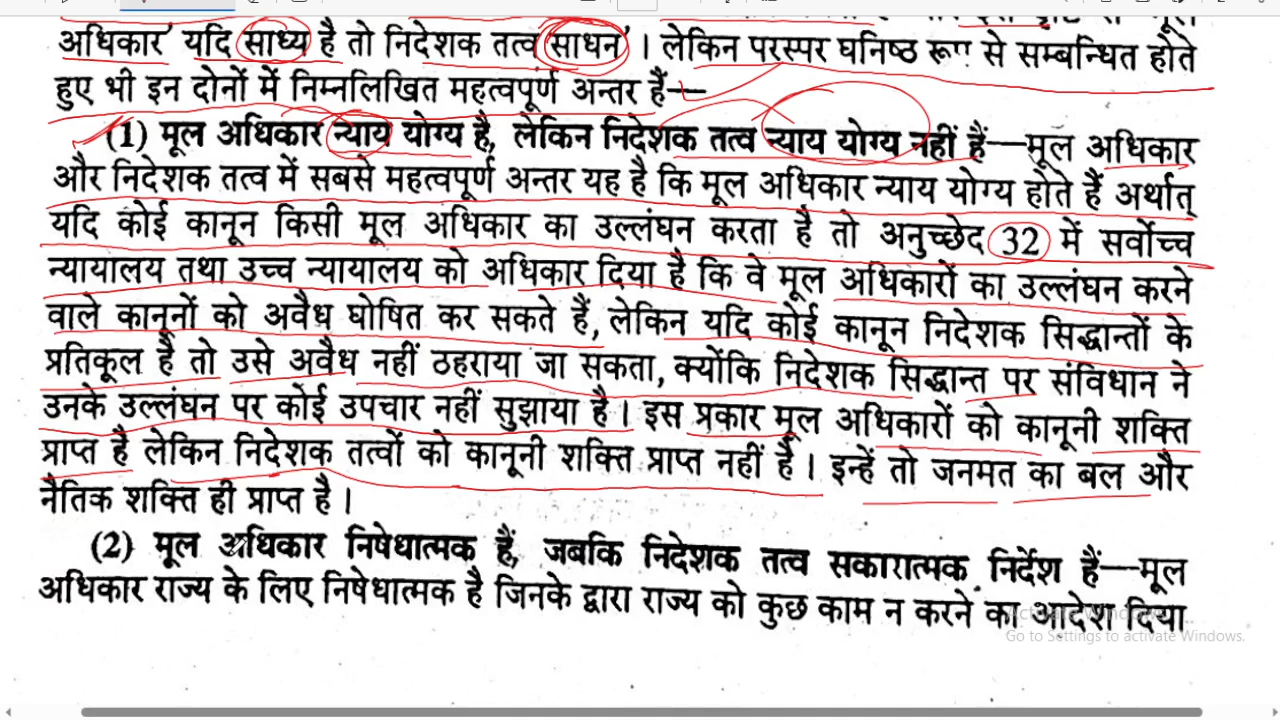 अधिकार' यदि साध्य है तो निदेशक तत्व 'साधन' । लेकिन परस्पर घनिष्ठ रूप से सम्बन्धित होते
हुए भी इन दोनों में निम्नलिखित महत्वपूर्ण अन्तर हैं—
(1) मूल अधिकार न्याय योग्य है, लेकिन निदेशक तत्व न्याय योग्य नहीं हैं—मूल अधिकार
और निदेशक तत्व में सबसे महत्वपूर्ण अन्तर यह है कि मूल अधिकार न्याय योग्य होते हैं अर्थात्
यदि कोई कानून किसी मूल अधिकार का उल्लंघन करता है तो अनुच्छेद 32 में सर्वोच्च
न्यायालय तथा उच्च न्यायालय को अधिकार दिया है कि वे मूल अधिकारों का उल्लंघन करने
वाले कानूनों को अवैध घोषित कर सकते हैं, लेकिन यदि कोई कानून निदेशक सिद्धान्तों के
प्रतिकूल है तो उसे अवैध नहीं ठहराया जा सकता, क्योंकि निदेशक सिद्धान्त पर संविधान ने
उनके उल्लंघन पर कोई उपचार नहीं सुझाया है। इस प्रकार मूल अधिकारों को कानूनी शक्ति
प्राप्त है लेकिन निदेशक तत्वों को कानूनी शक्ति प्राप्त नहीं है। इन्हें तो जनमत का बल और
नैतिक शक्ति ही प्राप्त है।
(2) मूल अधिकार निषेधात्मक हैं, जबकि निदेशक तत्व सकारात्मक निर्देश हैं—मूल
अधिकार राज्य के लिए निषेधात्मक है जिनके द्वारा राज्य को कुछ काम न करने का आदेश दिया
Activate Windows
Go to Settings to activate Windows.